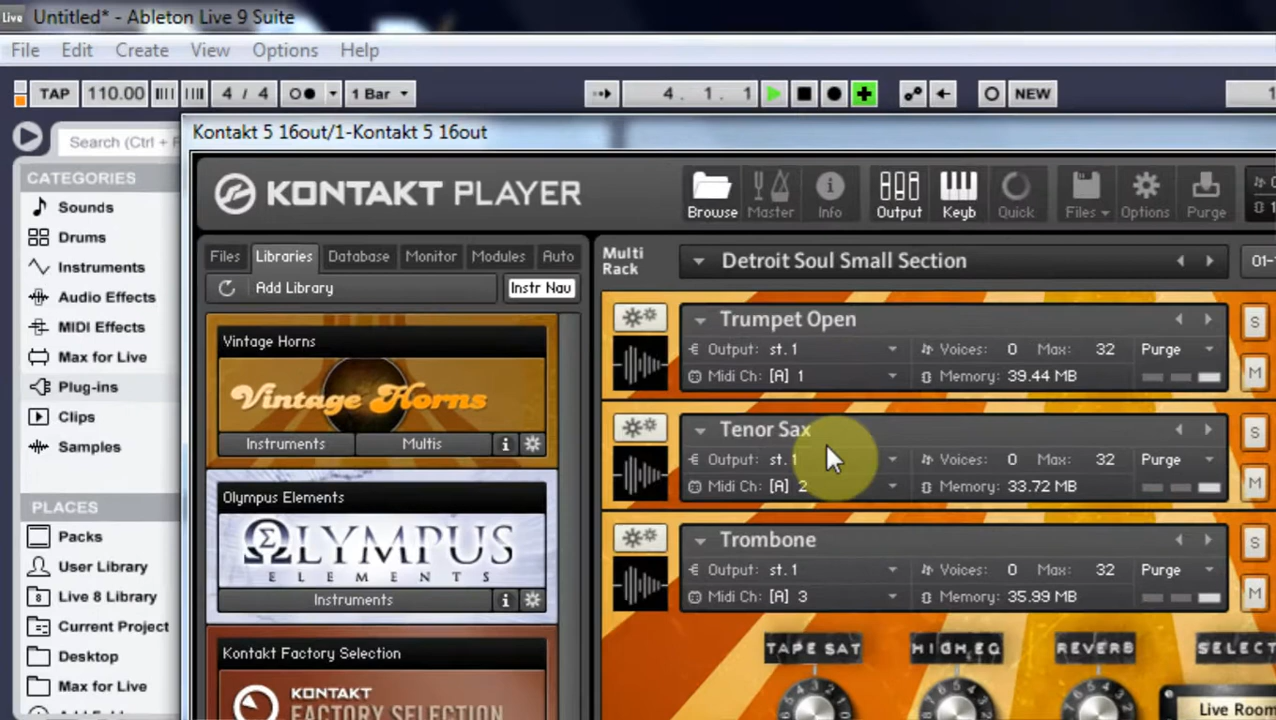 Live Untitled* - Ableton Live 9 Suite
File Edit Create View Options Help
TAP 110.00 4 / 4 1 Bar 4. 1. 1 NEW 1
Kontakt 5 16out/1-Kontakt 5 16out
Search (Ctrl + F
CATEGORIES
Sounds
Drums
Instruments
Audio Effects
MIDI Effects
Max for Live
Plug-ins
Clips
Samples
PLACES
Packs
User Library
Live 8 Library
Current Project
Desktop
Max for Live
KONTAKT PLAYER
Browse Master Info Output Keyb Quick Files Options Purge
Files Libraries Database Monitor Modules Auto
Add Library Instr Nav
Vintage Horns
Vintage Horns
Instruments Multis i
Olympus Elements
OLYMPUS
ELEMENTS
Instruments i
Kontakt Factory Selection
KONTAKT
FACTORY SELECTION
Multi
Rack
Detroit Soul Small Section 01-1
Trumpet Open S
Output: st. 1 Voices: 0 Max: 32 Purge
Midi Ch: [A] 1 Memory: 39.44 MB M
Tenor Sax S
Output: st. 1 Voices: 0 Max: 32 Purge
Midi Ch: [A] 2 Memory: 33.72 MB M
Trombone S
Output: st. 1 Voices: 0 Max: 32 Purge
Midi Ch: [A] 3 Memory: 35.99 MB M
TAPE SAT HIGH EQ REVERB SELECT
Live Room